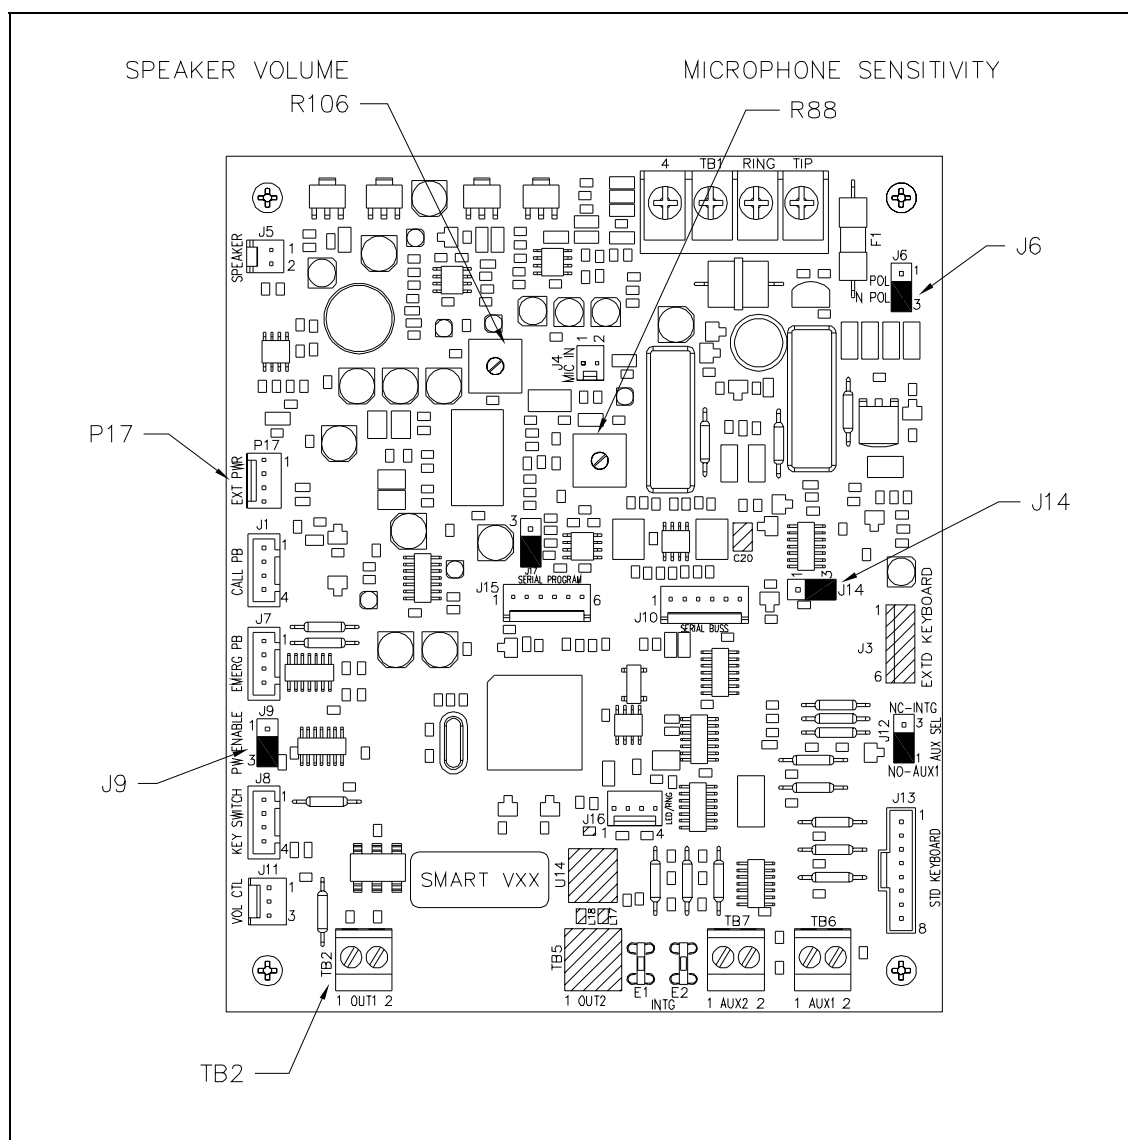 SPEAKER VOLUME
R106
MICROPHONE SENSITIVITY
R88
4 TB1 RING TIP
J5
1
2
SPEAKER
F1
J6
1
POL
N POL
3
J6
J4
MIC IN
1 2
P17
P17
1
EXT PWR
J1
1
4
CALL PB
3
J17
SERIAL PROGRAM
J15
1 6
C20
1 3
J14
J14
1
J10
SERIAL BUSS
1
J3
6
EXTD KEYBOARD
J7
1
4
EMERG PB
J9
1
3
PW ENABLE
J9
NC-INTG
3
J12
AUX SEL
1
NO-AUX1
J8
1
4
KEY SWITCH
J16
1 4
LED/RNG
J13
1
8
STD KEYBOARD
J11
1
3
VOL CTL
SMART VXX
U14
L18 L17
TB2
1 OUT1 2
TB5
1 OUT2
E1
INTG
E2
TB7
1 AUX2 2
TB6
1 AUX1 2
TB2